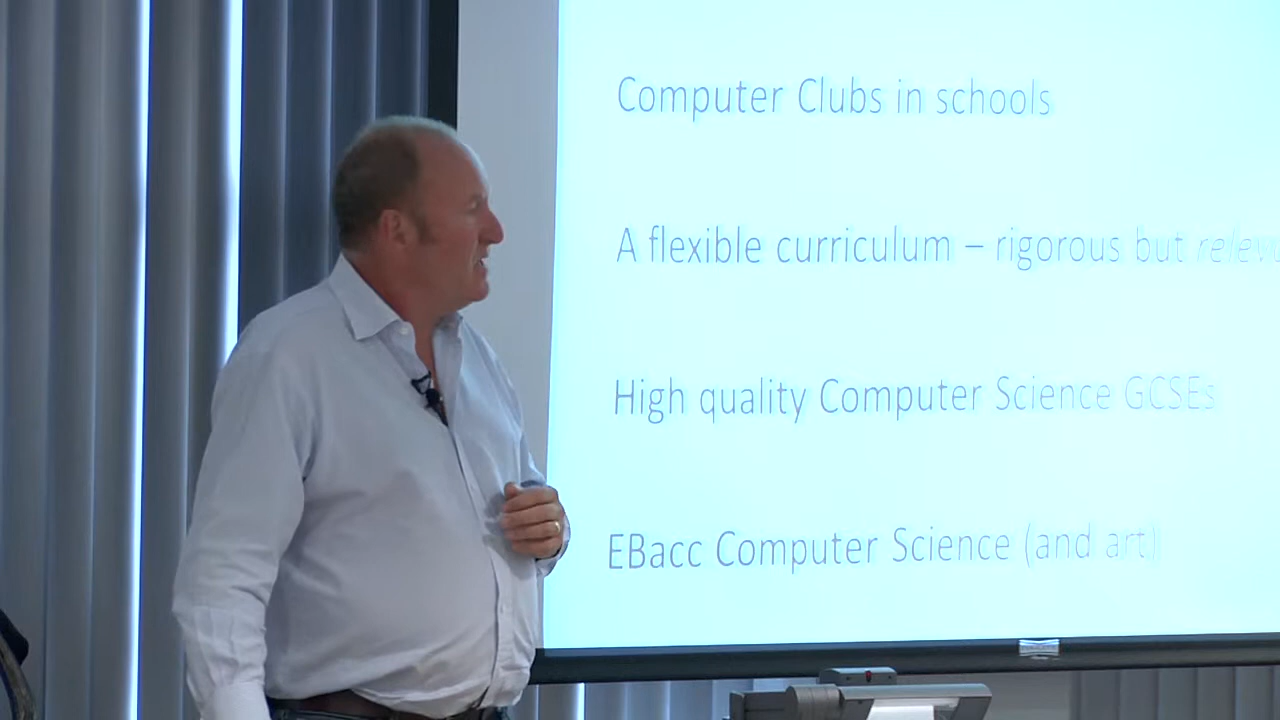 Computer Clubs in schools
A flexible curriculum – rigorous but
High quality Computer Science GCSEs
EBacc Computer Science (and art)